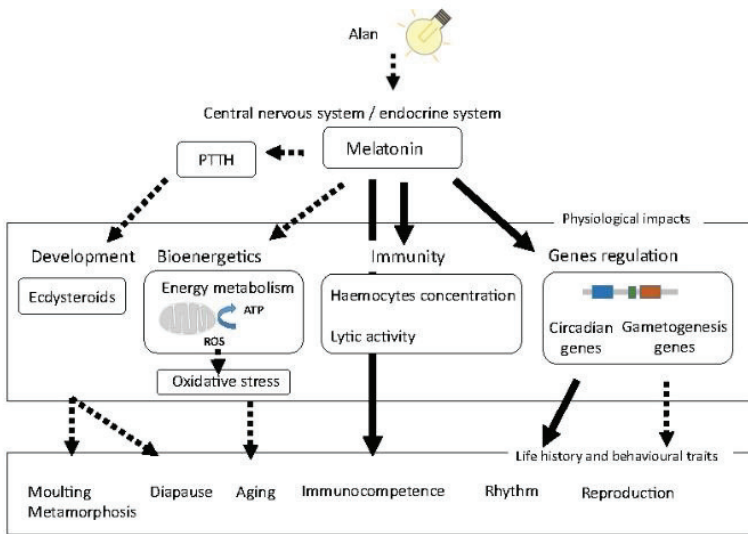 Alan
Central nervous system / endocrine system
Melatonin
PTTH
Physiological impacts
Development
Bioenergetics
Immunity
Genes regulation
Ecdysteroids
Energy metabolism
ATP
ROS
Oxidative stress
Haemocytes concentration
Lytic activity
Circadian
genes
Gametogenesis
genes
Life history and behavioural traits
Moulting
Metamorphosis
Diapause
Aging
Immunocompetence
Rhythm
Reproduction